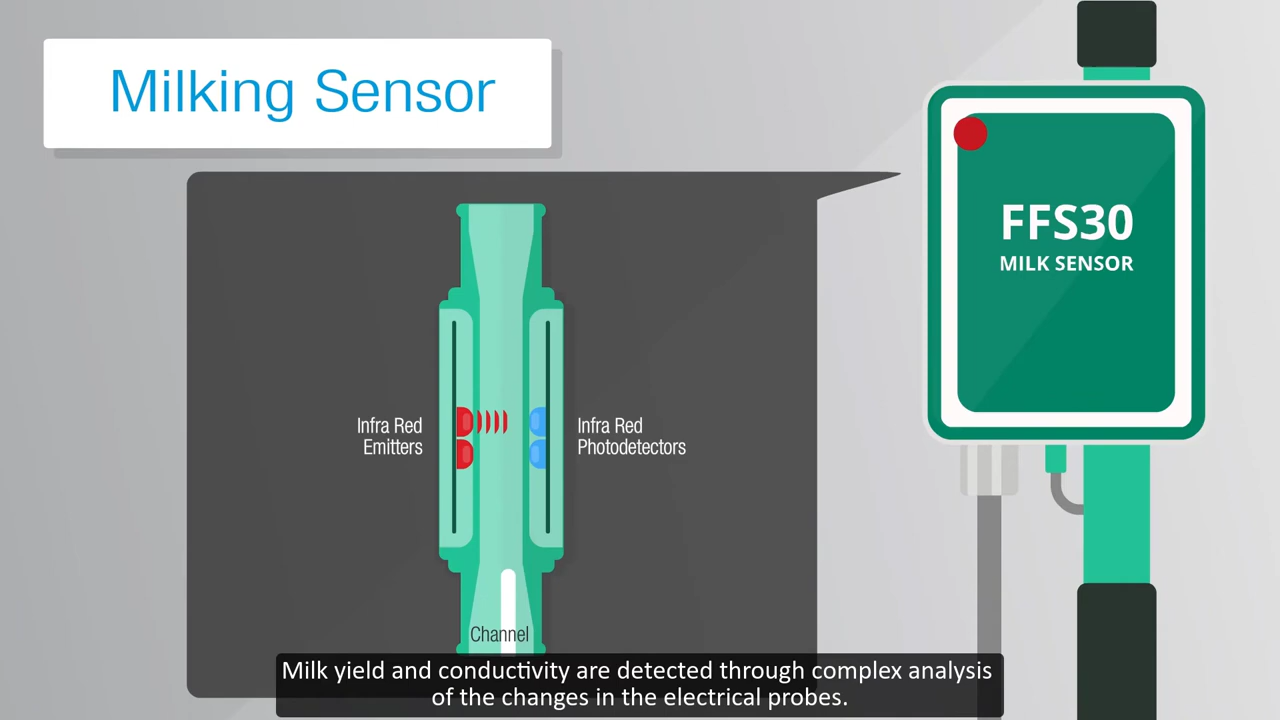 Milking Sensor
FFS30
MILK SENSOR
Infra Red
Emitters
Infra Red
Photodetectors
Channel
Milk yield and conductivity are detected through complex analysis
of the changes in the electrical probes.